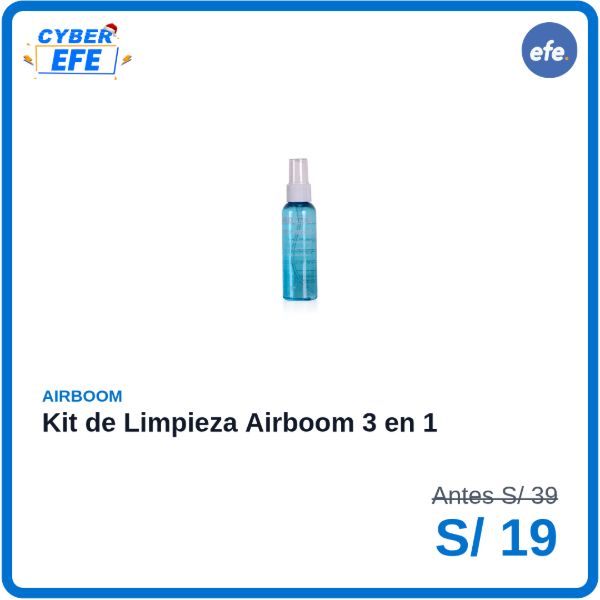 CYBER
EFE
efe.
AIRBOOM
Kit de Limpieza Airboom 3 en 1
Antes S/ 39
S/ 19